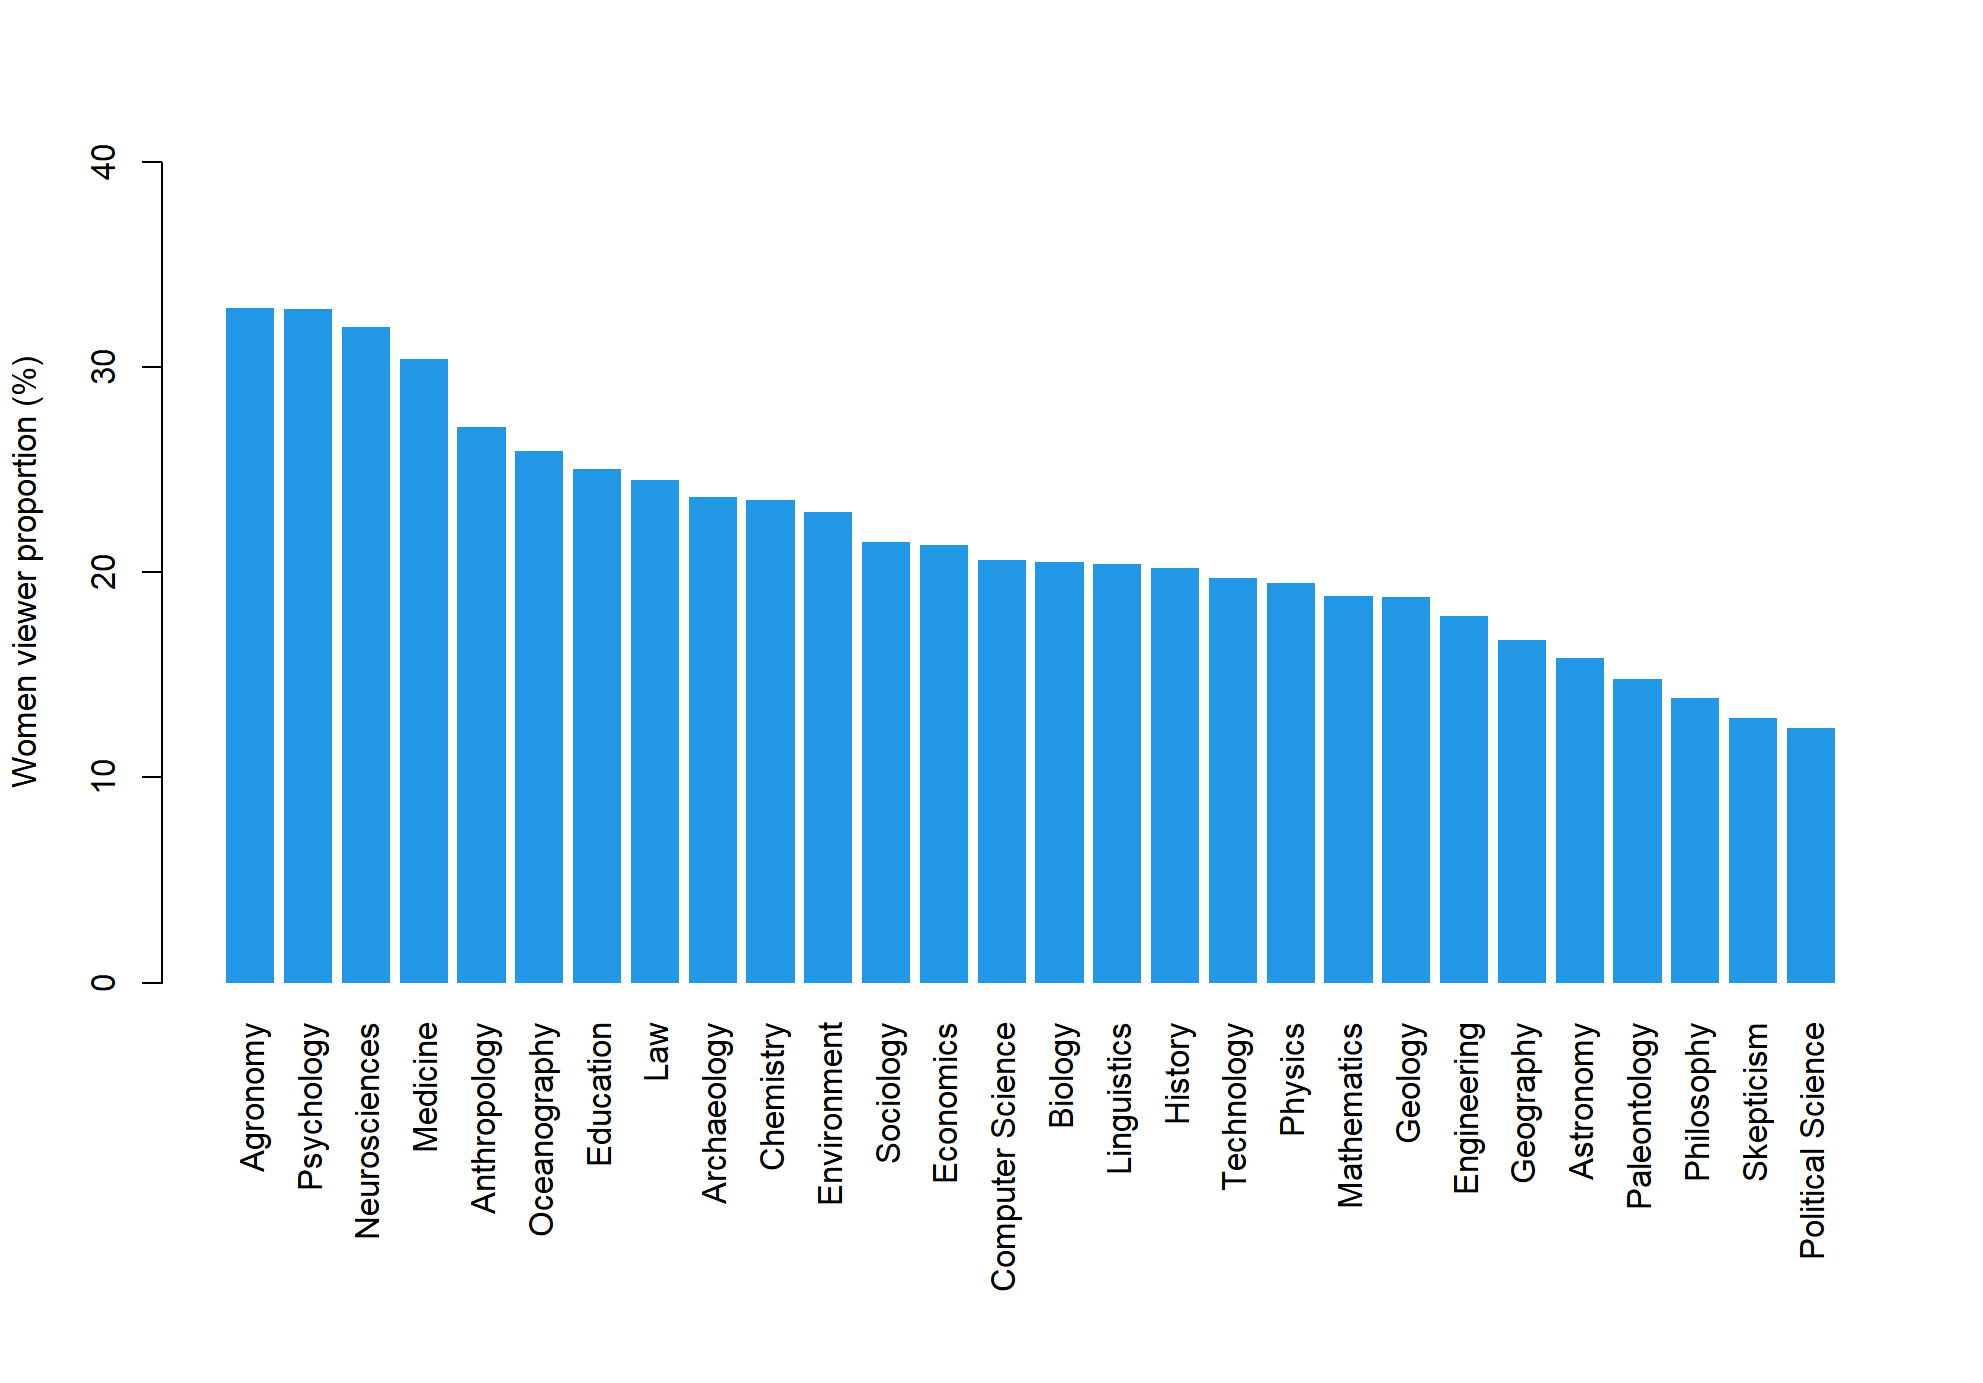 Women viewer proportion (%)
40
30
20
10
0
Agronomy
Psychology
Neurosciences
Medicine
Anthropology
Oceanography
Education
Law
Archaeology
Chemistry
Environment
Sociology
Economics
Computer Science
Biology
Linguistics
History
Technology
Physics
Mathematics
Geology
Engineering
Geography
Astronomy
Paleontology
Philosophy
Skepticism
Political Science